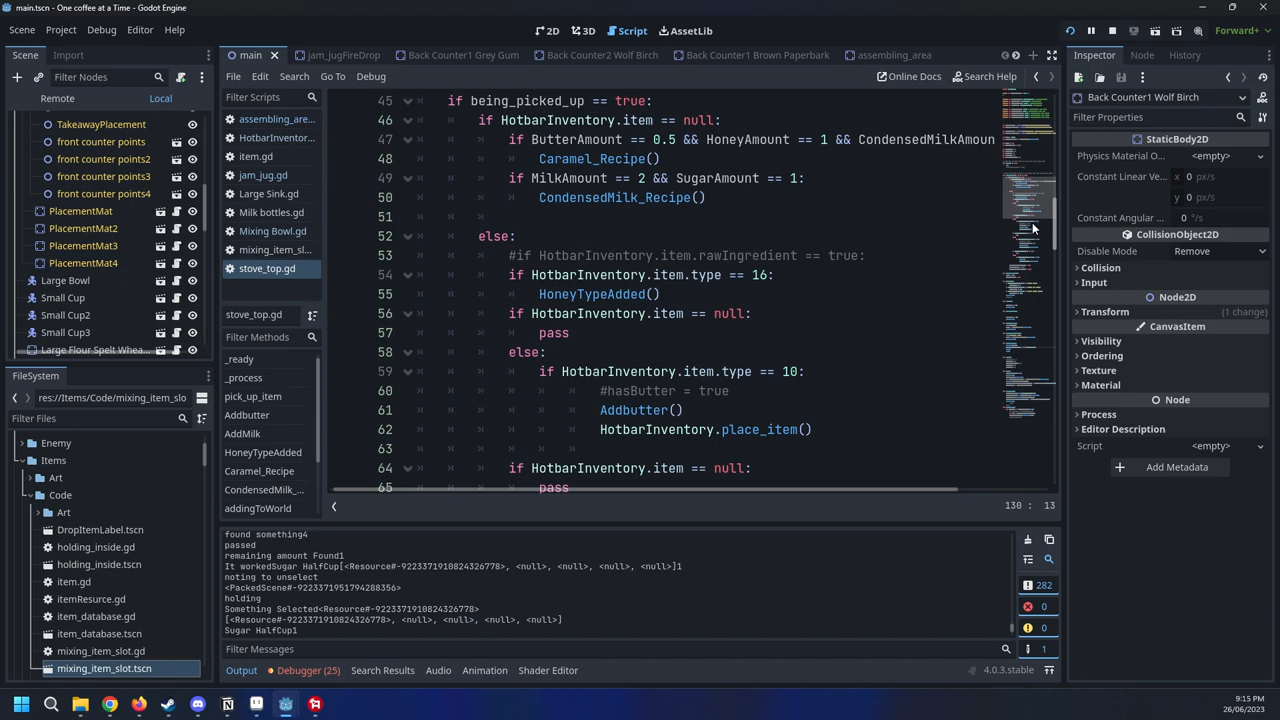 main.tscn - One coffee at a Time - Godot Engine
Scene Project Debug Editor Help
2D 3D Script AssetLib
Forward+
Scene Import
Filter Nodes
Remote Local
TakeawayPlacemen
front counter points
front counter points2
front counter points3
front counter points4
PlacementMat
PlacementMat2
PlacementMat3
PlacementMat4
Large Bowl
Small Cup
Small Cup2
Small Cup3
Large Flour Spelt Whea...
FileSystem
res://Items/Code/mixing_item_slo
Filter Files
Enemy
Items
Art
Code
Art
DropItemLabel.tscn
holding_inside.gd
holding_inside.tscn
item.gd
itemResurce.gd
item_database.gd
item_database.tscn
mixing_item_slot.gd
mixing_item_slot.tscn
main jam_jugFireDrop Back Counter1 Grey Gum Back Counter2 Wolf Birch Back Counter1 Brown Paperbark assembling_area
File Edit Search Go To Debug
Online Docs Search Help
Filter Scripts
assembling_ar
HotbarInvento
item.gd
jam_jug.gd
Large Sink.gd
Milk bottles.gd
Mixing Bowl.gd
mixing_item_sl...
stove_top.gd
stove_top.gd
Filter Methods
_ready
_process
pick_up_item
Addbutter
AddMilk
HoneyTypeAdded
Caramel_Recipe
CondensedMilk_...
addingToWorld
45 if being_picked_up == true:
46 if HotbarInventory.item == null:
47 if ButterAmount == 0.5 && HoneyAmount == 1 && CondensedmilkAmoun
48 Caramel_Recipe()
49 if MilkAmount == 2 && SugarAmount == 1:
50 CondensedMilk_Recipe()
51
52 else:
53 #if HotbarInventory.item.rawIngredient == true:
54 if HotbarInventory.item.type == 16:
55 HoneyTypeAdded()
56 if HotbarInventory.item == null:
57 pass
58 else:
59 if HotbarInventory.item.type == 10:
60 #hasButter = true
61 Addbutter()
62 HotbarInventory.place_item()
63
64 if HotbarInventory.item == null:
65 pass
130 : 13
found something4
passed
remaining amount Found1
It workedSugar HalfCup[<Resource#-9223371910824326778>, <null>, <null>, <null>, <null>]1
noting to unselect
<PackedScene#-9223371951794288356>
holding
Something Selected<Resource#-9223371910824326778>
[<Resource#-9223371910824326778>, <null>, <null>, <null>, <null>]
Sugar HalfCup1
282
0
0
1
Filter Messages
Output Debugger (25) Search Results Audio Animation Shader Editor
4.0.3.stable
Inspector Node History
Back Counter1 Wolf Birch
Filter Properties
Physics Material O... <empty>
Constant Linear Ve... x 0 px/s
y px/s
Constant Angular
CollisionObject2D
Disable Mode
Collision
Input
Node2D
Transform (1 change)
CanvasItem
Visibility
Ordering
Texture
Material
Node
Process
Editor Description
Script <empty>
Add Metadata
9:15 PM
26/06/2023